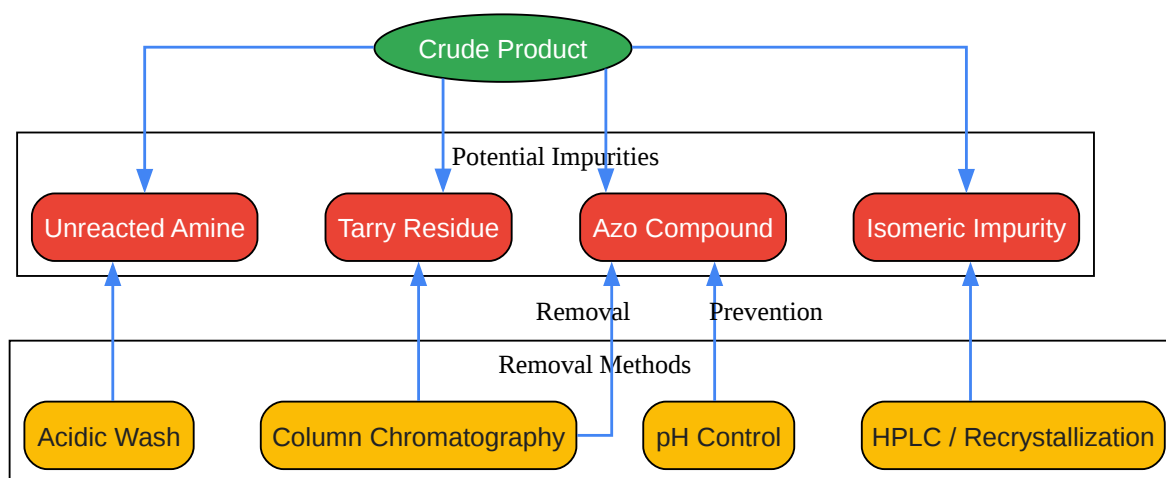 Crude Product
Potential Impurities
Unreacted Amine
Tarry Residue
Azo Compound
Isomeric Impurity
Removal
Prevention
Removal Methods
Acidic Wash
Column Chromatography
pH Control
HPLC / Recrystallization